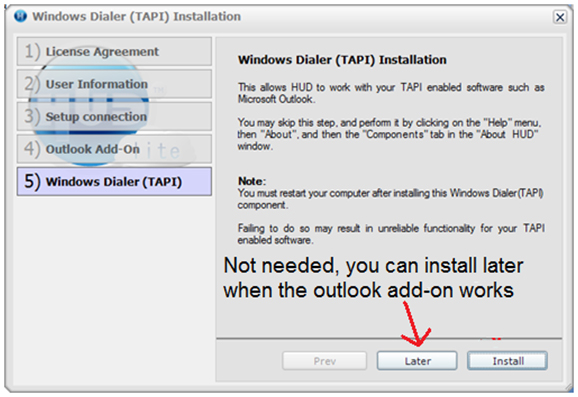 Windows Dialer (TAPI) Installation
1) License Agreement
2) User Information
3) Setup connection
4) Outlook Add-On
lite
5) Windows Dialer (TAPI)
Windows Dialer (TAPI) Installation
This allows HUD to work with your TAPI enabled software such as
Microsoft Outlook.
You may skip this step, and perform it by clicking on the "Help" menu,
then "About", and then the "Components" tab in the "About HUD"
window.
Note:
You must restart your computer after installing this Windows Dialer(TAPI)
component.
Failing to do so may result in unreliable functionality for your TAPI
enabled software.
Not needed, you can install later
when the outlook add-on works
Prev
Later
Install